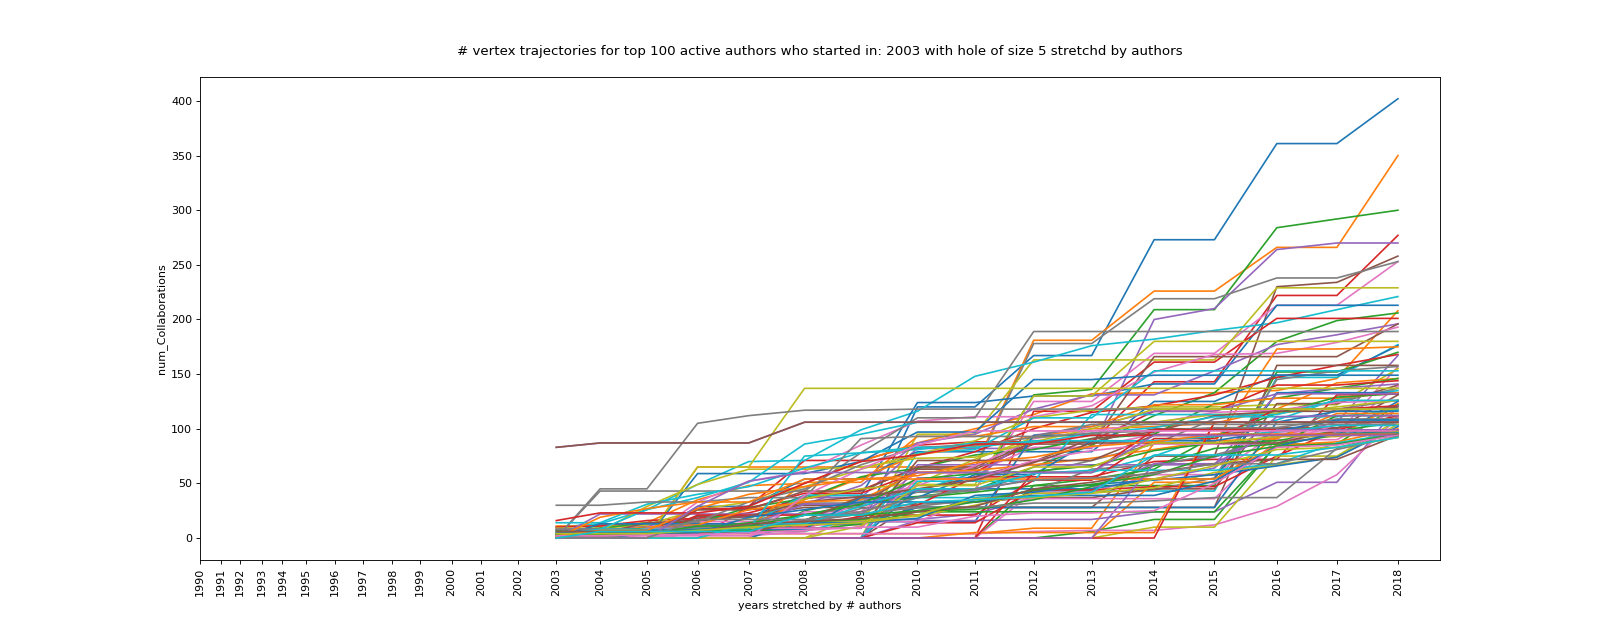 # vertex trajectories for top 100 active authors who started in: 2003 with hole of size 5 stretchd by authors
400
350
300
250
200
150
100
50
0
num_Collaborations
1990 1991 1992 1993 1994 1995 1996 1997 1998 1999 2000 2001 2002 2003 2004 2005 2006 2007 2008 2009 2010 2011 2012 2013 2014 2015 2016 2017 2018
years stretched by # authors